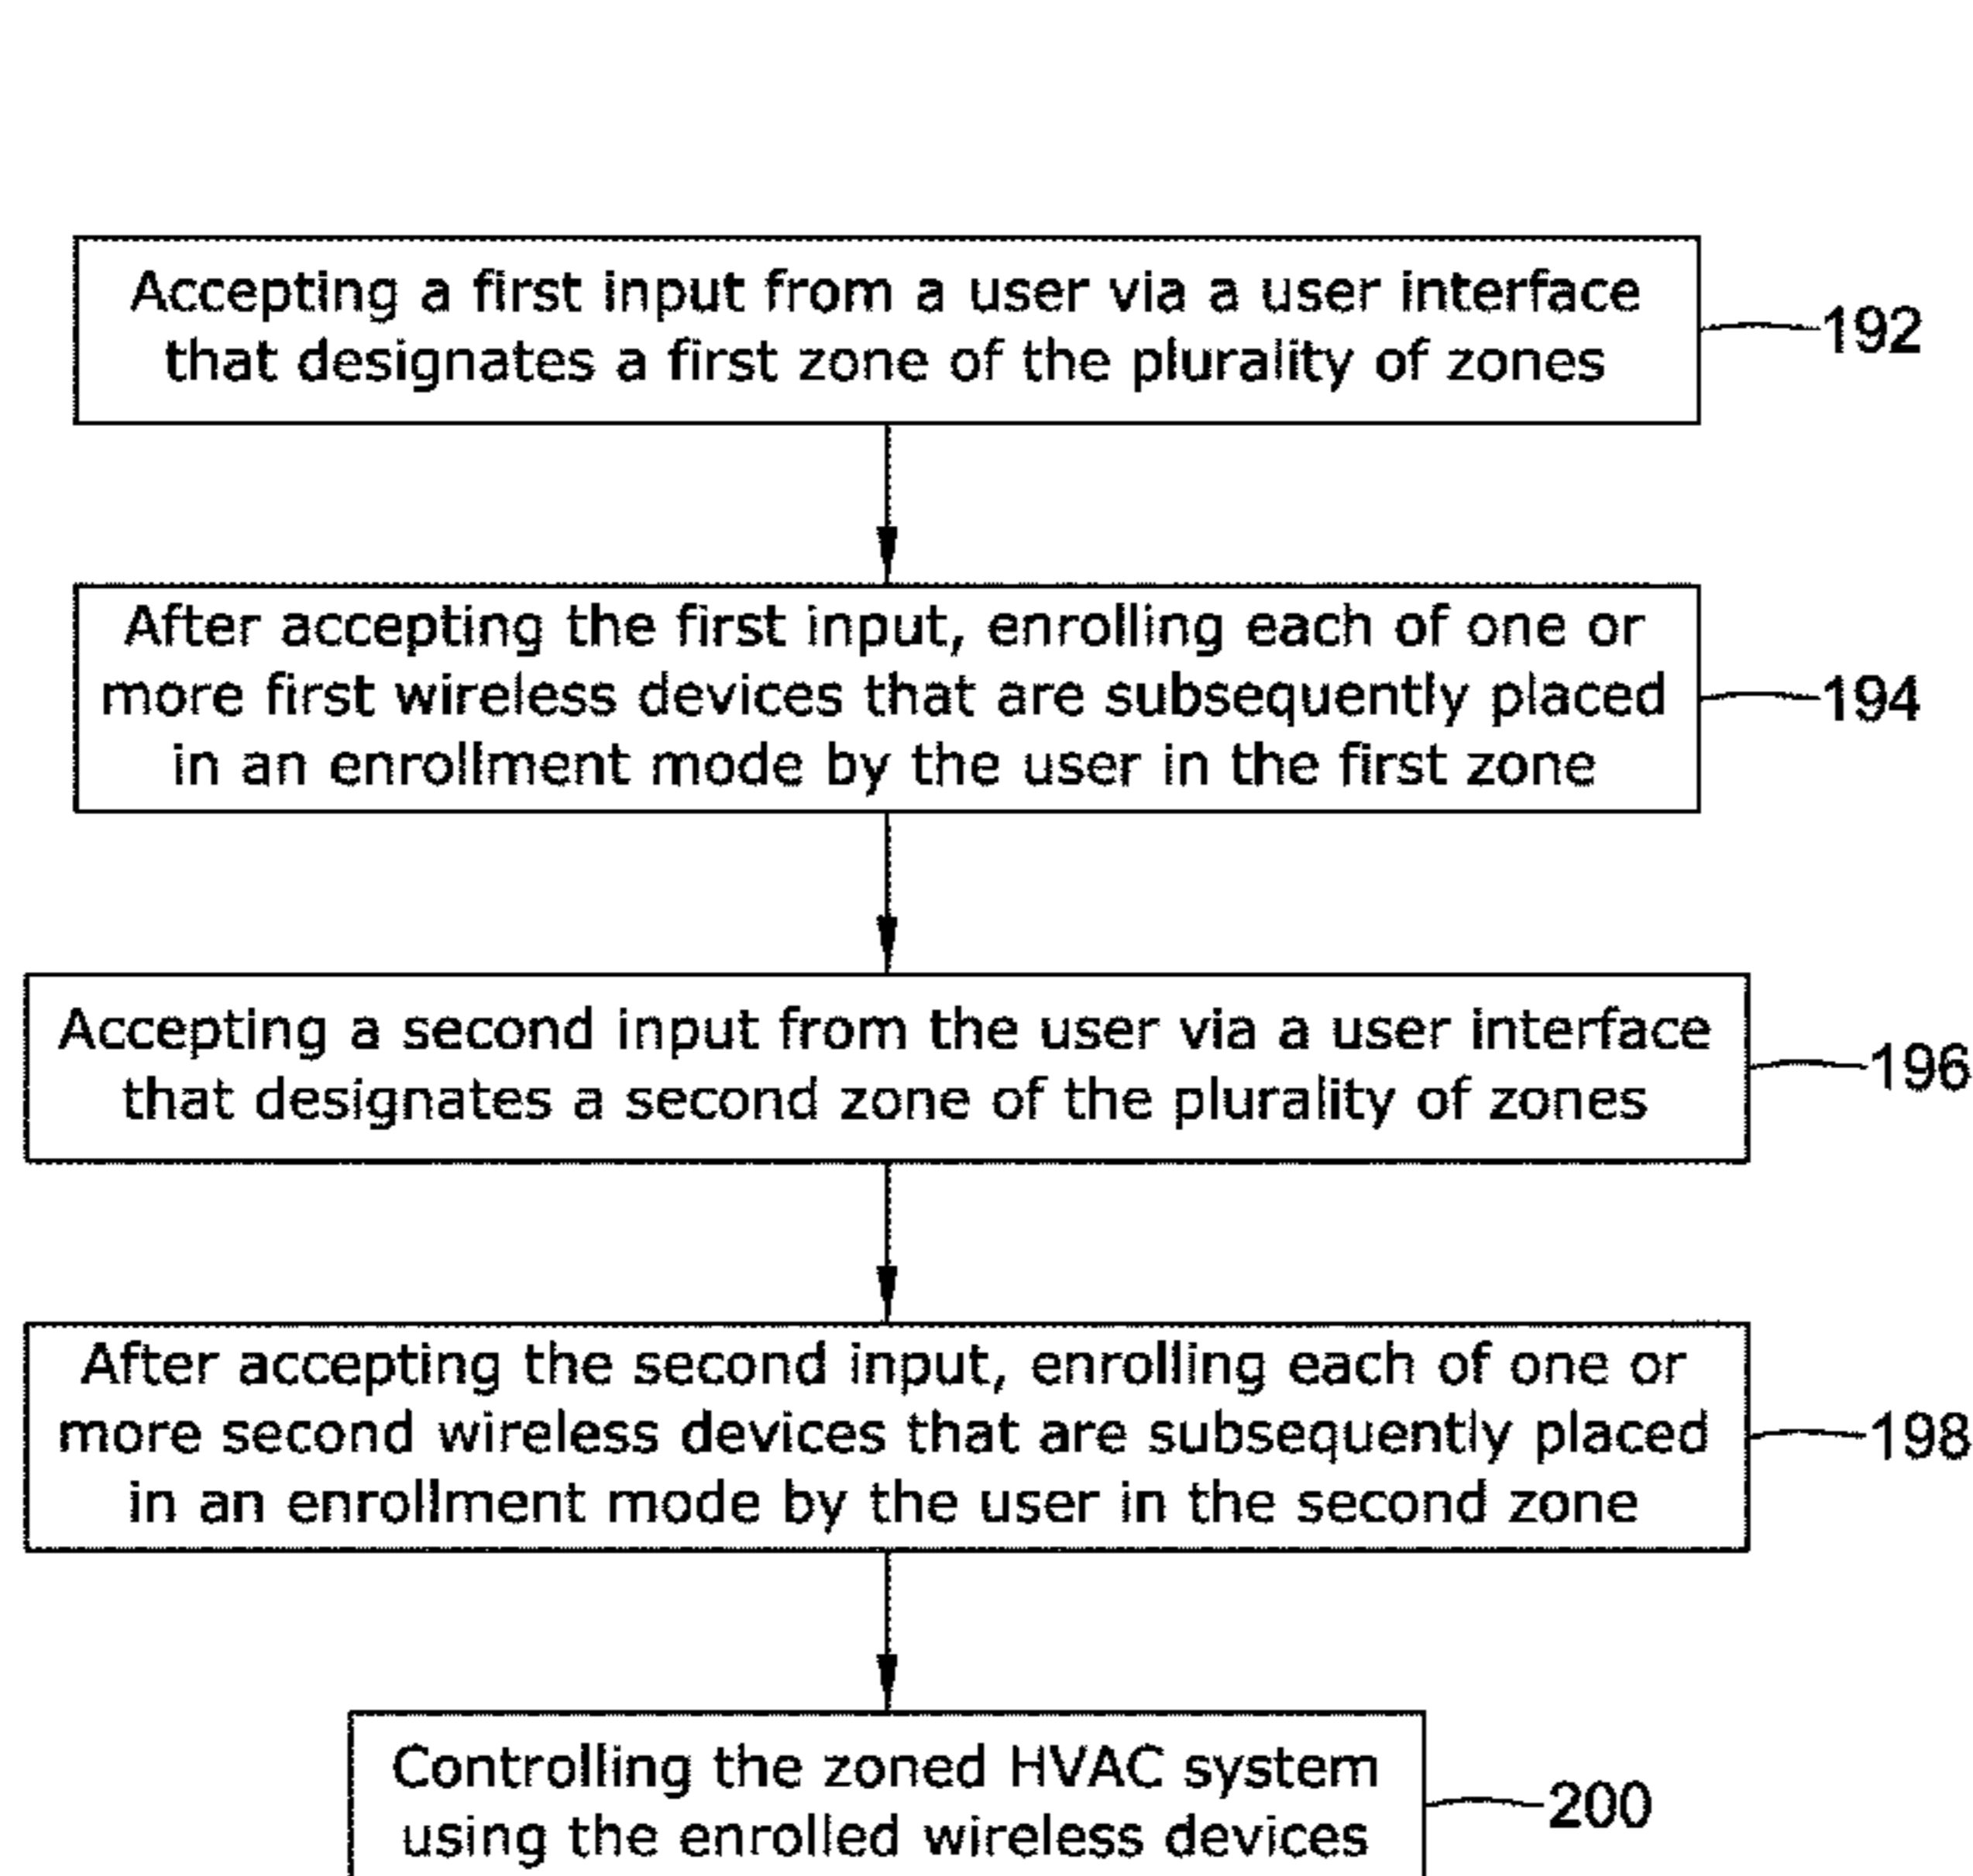 Accepting a first input from a user via a user interface
that designates a first zone of the plurality of zones
192
After accepting the first input, enrolling each of one or
more first wireless devices that are subsequently placed
in an enrollment mode by the user in the first zone
194
Accepting a second input from the user via a user interface
that designates a second zone of the plurality of zones
196
After accepting the second input, enrolling each of one or
more second wireless devices that are subsequently placed
in an enrollment mode by the user in the second zone
198
Controlling the zoned HVAC system
using the enrolled wireless devices
200